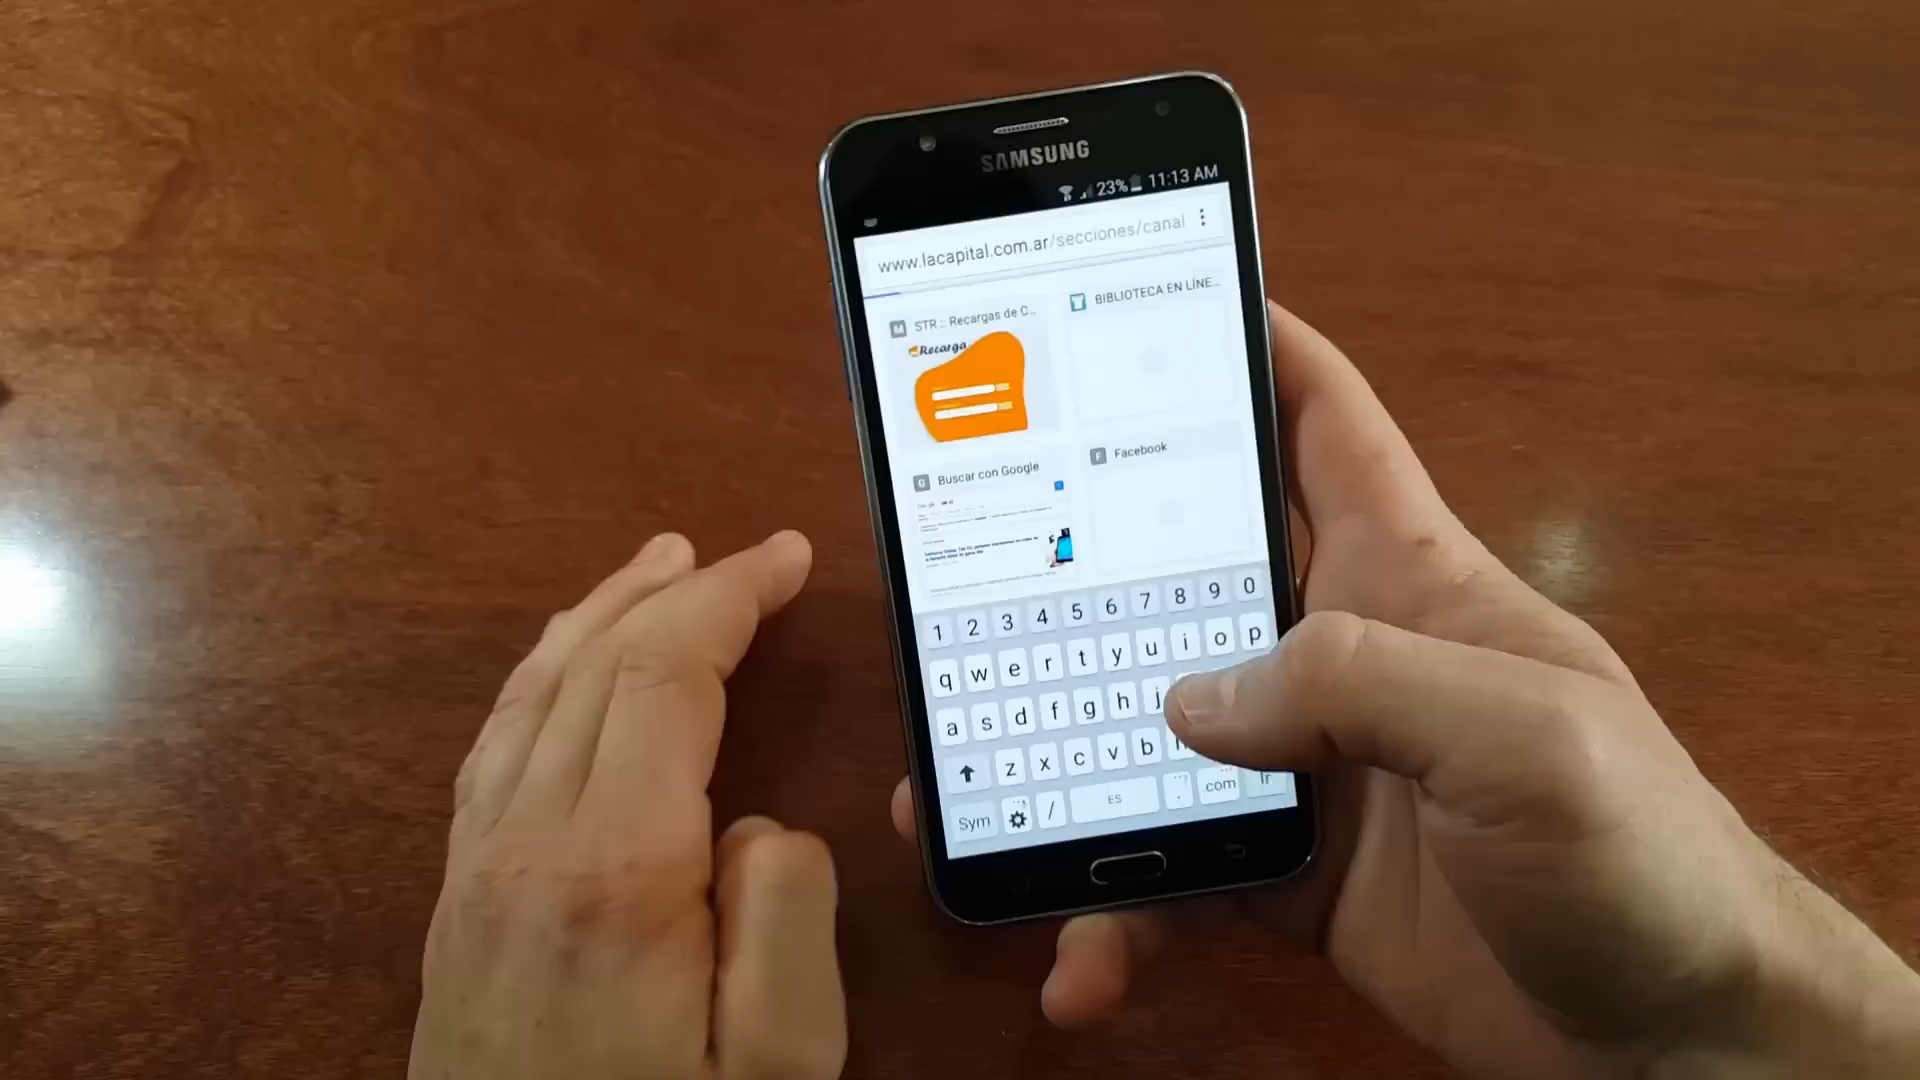 SAMSUNG
23% 11:13 AM
www.lacapital.com.ar/secciones/canal
M STR :: Recargas de C...
BIBLIOTECA EN LÍNE...
Recarga
G Buscar con Google
F Facebook
Google
1 2 3 4 5 6 7 8 9 0
q w e r t y u i o p
a s d f g h j
z x c v b
Sym / ES . .com Ir